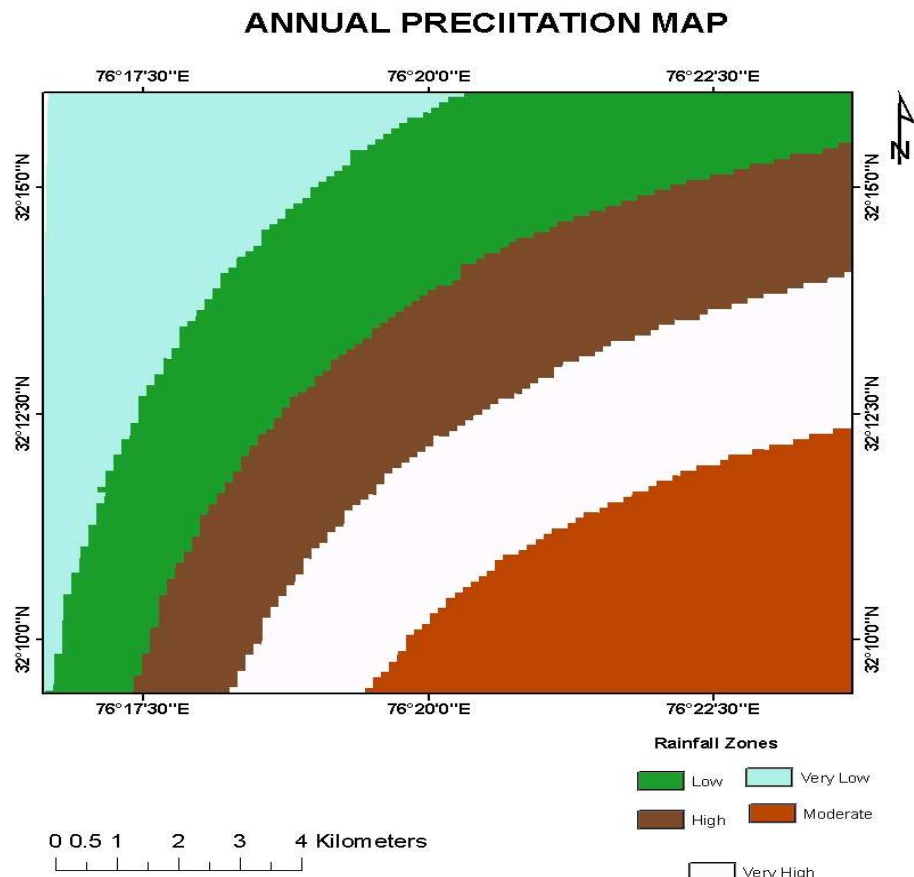 ANNUAL PRECIITATION MAP
76°17'30"E 76°20'0"E 76°22'30"E
N
32°15'0"N 32°15'0"N
32°12'30"N 32°12'30"N
32°10'0"N 32°10'0"N
76°17'30"E 76°20'0"E 76°22'30"E
Rainfall Zones
Low Very Low
High Moderate
Very High
0 0.5 1 2 3 4 Kilometers